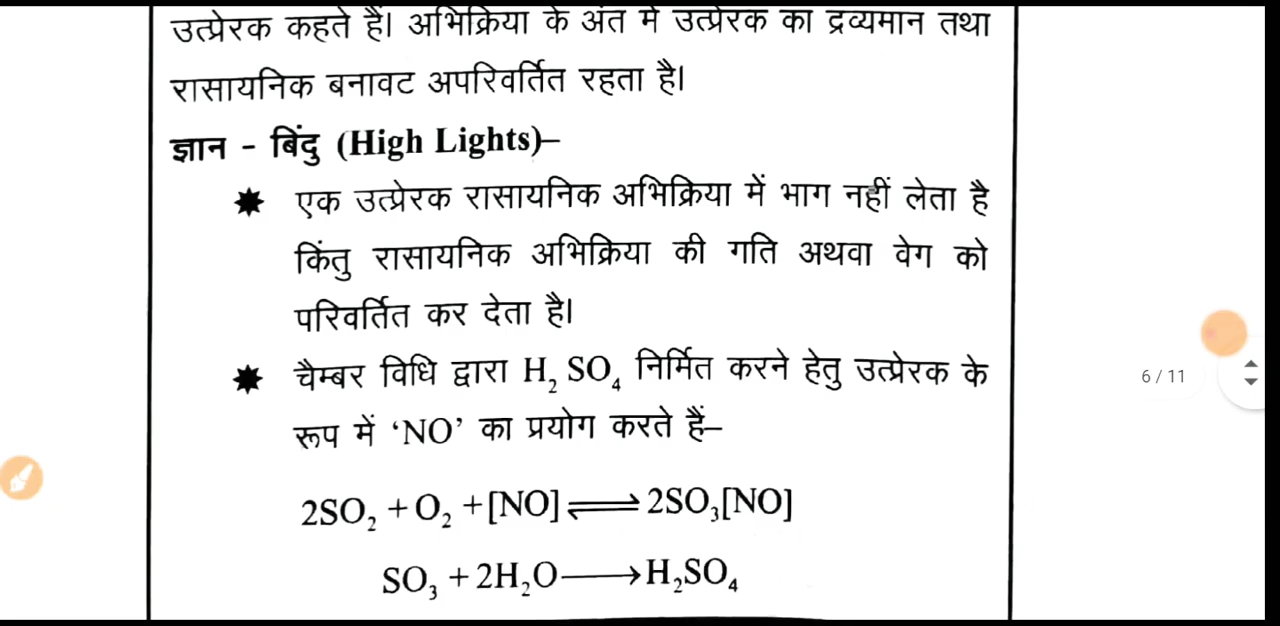 उत्प्रेरक कहते हैं। अभिक्रिया के अंत में उत्प्रेरक का द्रव्यमान तथा
रासायनिक बनावट अपरिवर्तित रहता है।
ज्ञान - बिंदु (High Lights)–
✷ एक उत्प्रेरक रासायनिक अभिक्रिया में भाग नहीं लेता है
किंतु रासायनिक अभिक्रिया की गति अथवा वेग को
परिवर्तित कर देता है।
✷ चैम्बर विधि द्वारा H₂ SO₄ निर्मित करने हेतु उत्प्रेरक के
रूप में ‘NO’ का प्रयोग करते हैं–
2SO₂ + O₂ + [NO] ⇌ 2SO₃[NO]
SO₃ + 2H₂O ⟶ H₂SO₄
6 / 11